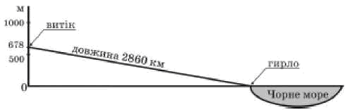 м
1000
витік
678
довжина 2860 км
500
гирло
0
Чорне море